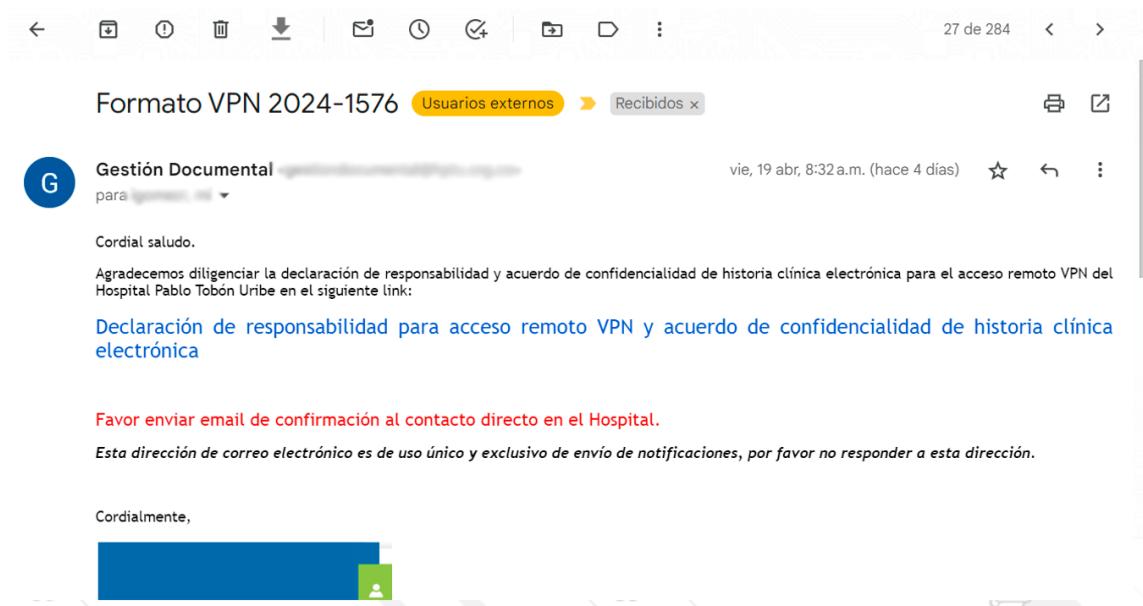 27 de 284
Formato VPN 2024-1576 Usuarios externos Recibidos x
G
Gestión Documental vie, 19 abr, 8:32 a.m. (hace 4 días)
para
Cordial saludo.
Agradecemos diligenciar la declaración de responsabilidad y acuerdo de confidencialidad de historia clínica electrónica para el acceso remoto VPN del
Hospital Pablo Tobón Uribe en el siguiente link:
Declaración de responsabilidad para acceso remoto VPN y acuerdo de confidencialidad de historia clínica
electrónica
Favor enviar email de confirmación al contacto directo en el Hospital.
Esta dirección de correo electrónico es de uso único y exclusivo de envío de notificaciones, por favor no responder a esta dirección.
Cordialmente,